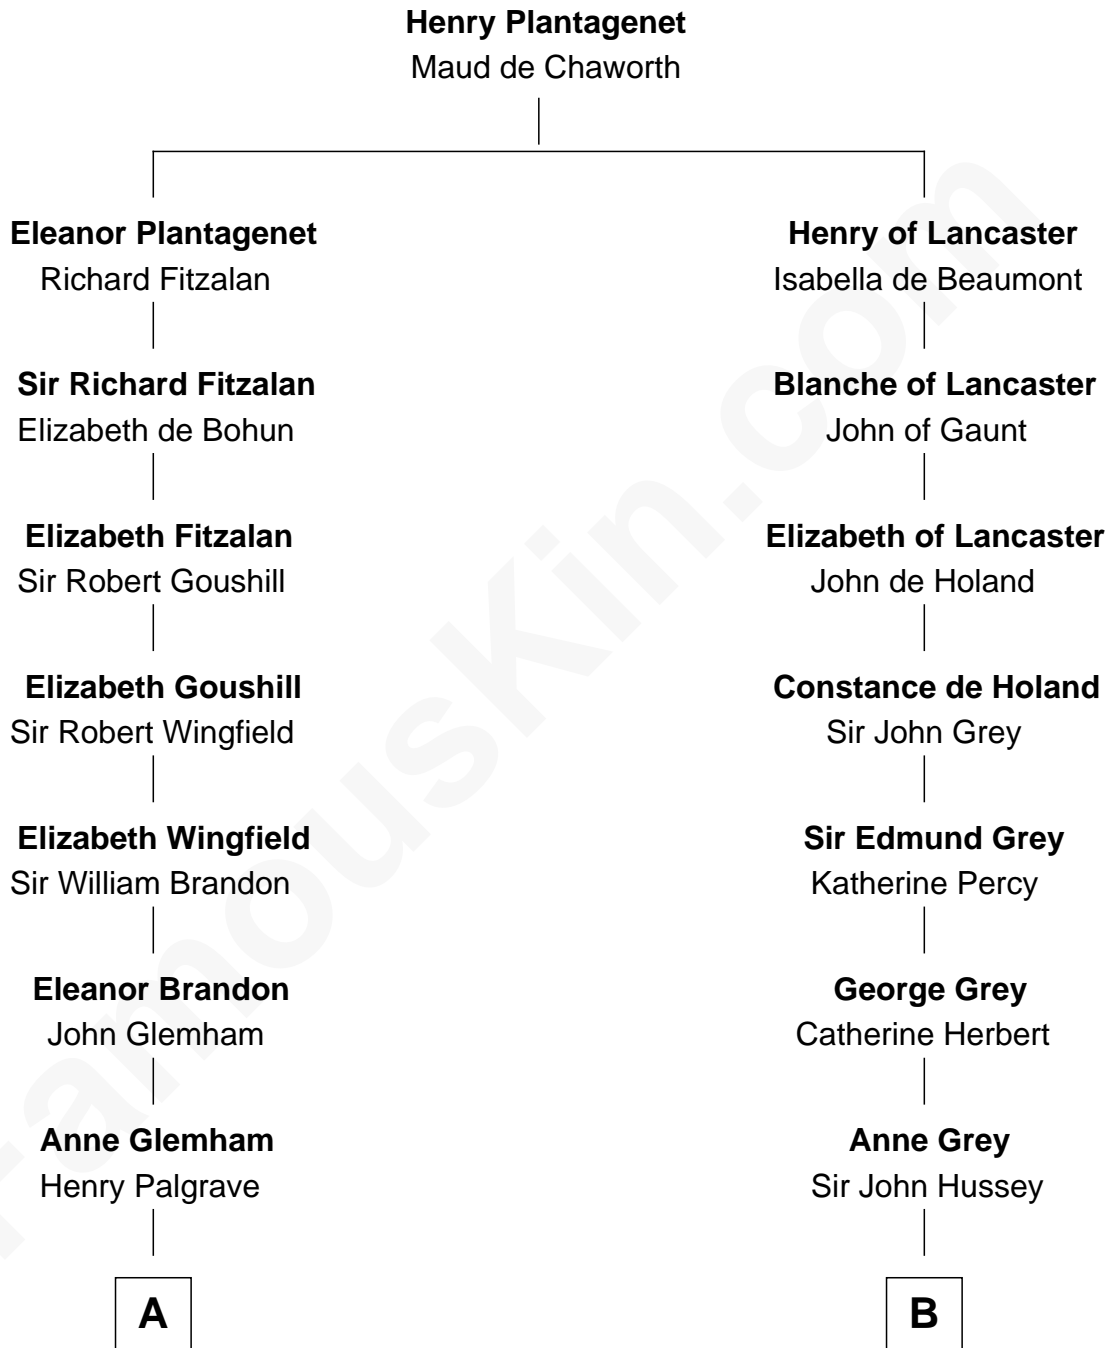 Henry Plantagenet
Maud de Chaworth
Eleanor Plantagenet
Richard Fitzalan
Sir Richard Fitzalan
Elizabeth de Bohun
Elizabeth Fitzalan
Sir Robert Goushill
Elizabeth Goushill
Sir Robert Wingfield
Elizabeth Wingfield
Sir William Brandon
Eleanor Brandon
John Glemham
Anne Glemham
Henry Palgrave
A
Henry of Lancaster
Isabella de Beaumont
Blanche of Lancaster
John of Gaunt
Elizabeth of Lancaster
John de Holand
Constance de Holand
Sir John Grey
Sir Edmund Grey
Katherine Percy
George Grey
Catherine Herbert
Anne Grey
Sir John Hussey
B
FamousKin.com